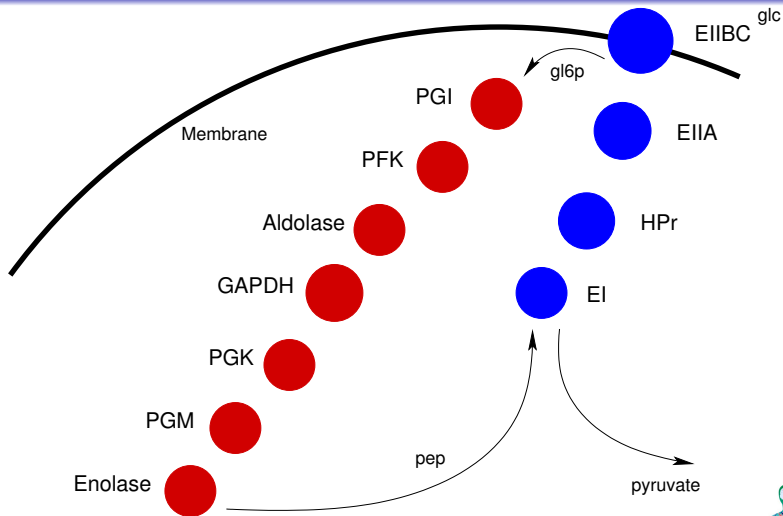 glc
EIIBC
gl6p
PGI
EIIA
Membrane
PFK
Aldolase
HPr
GAPDH
EI
PGK
PGM
pep
Enolase
pyruvate